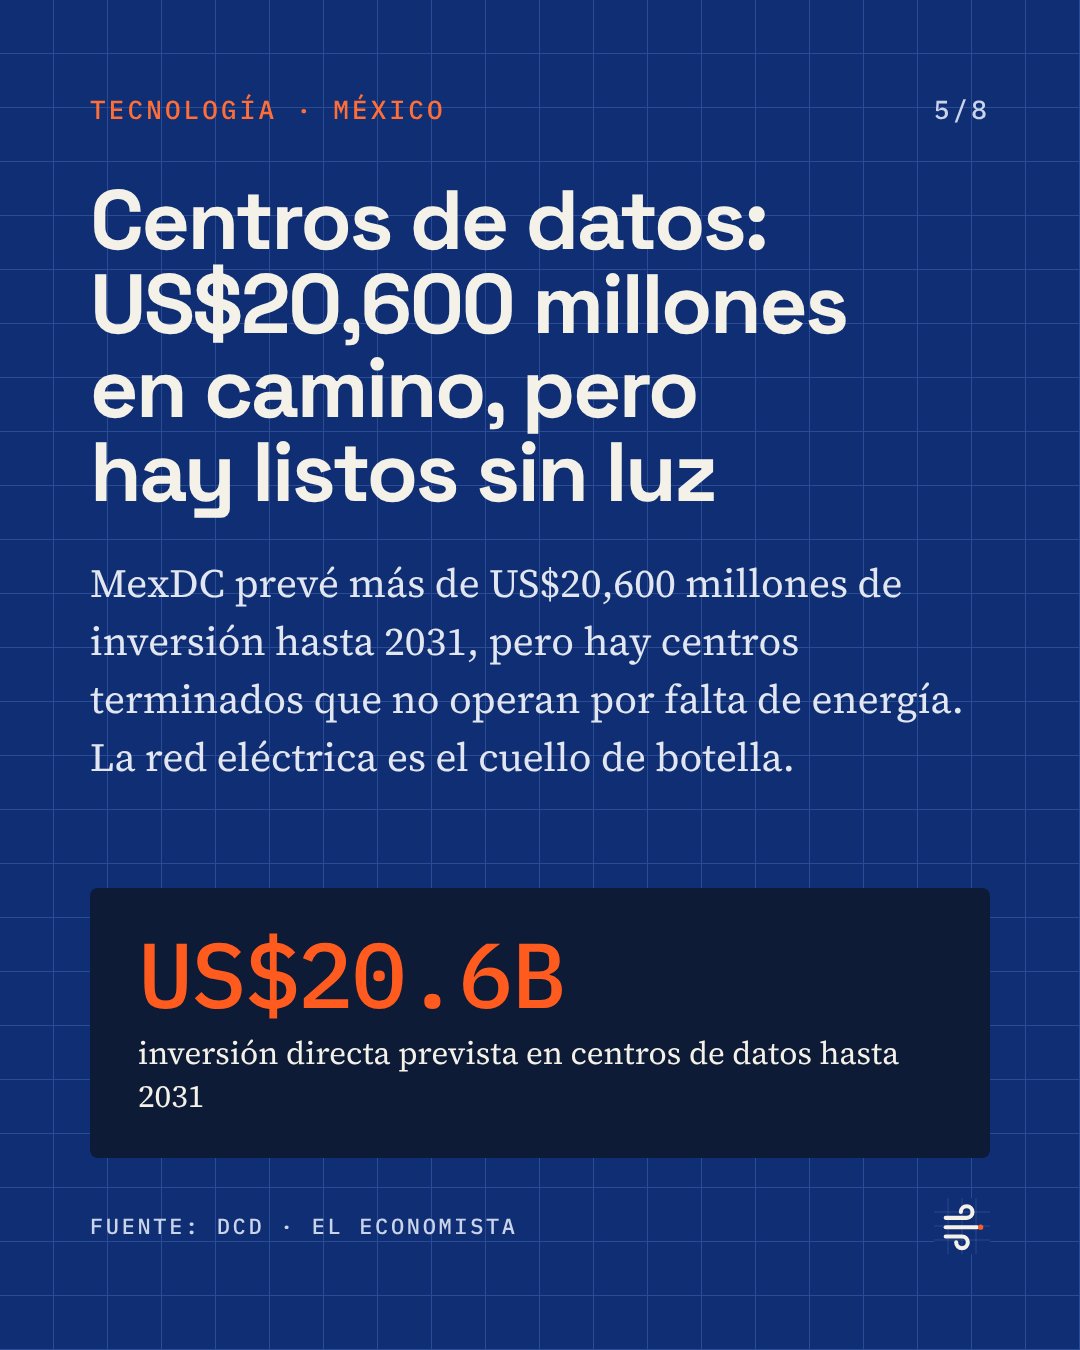 TECNOLOGÍA · MÉXICO
5/8
Centros de datos:
US$20,600 millones
en camino, pero
hay listos sin luz
MexDC prevé más de US$20,600 millones de
inversión hasta 2031, pero hay centros
terminados que no operan por falta de energía.
La red eléctrica es el cuello de botella.
US$20.6B
inversión directa prevista en centros de datos hasta
2031
FUENTE: DCD · EL ECONOMISTA